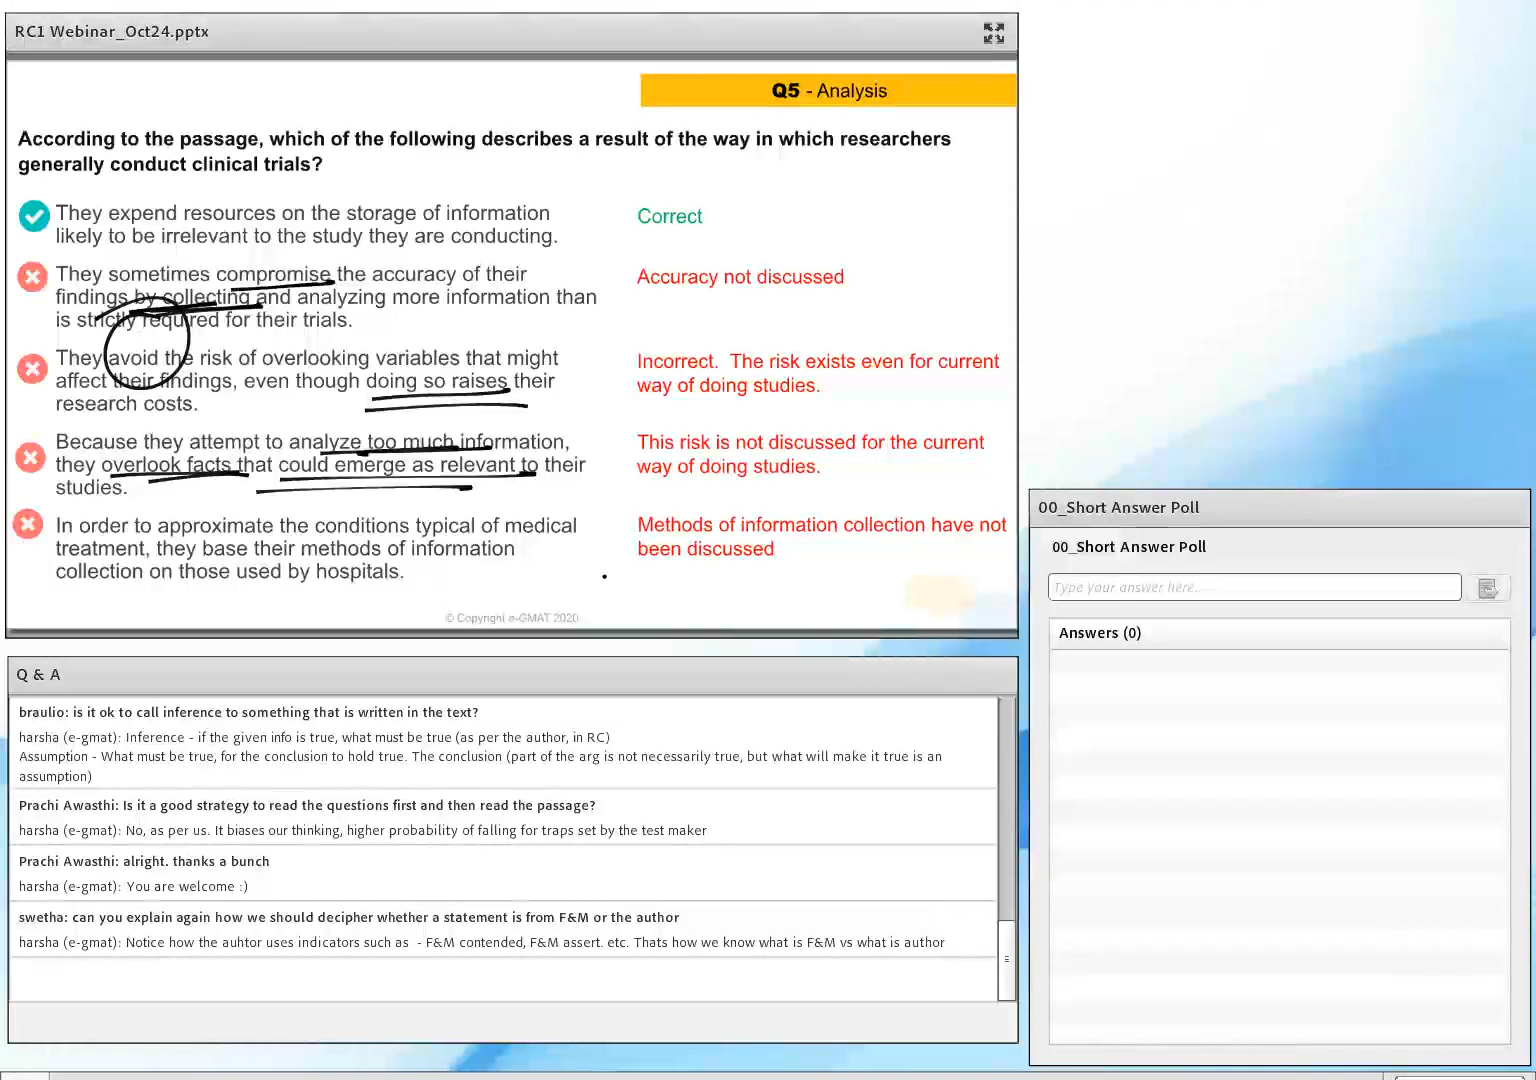 RC1 Webinar_Oct24.pptx
Q5 - Analysis
According to the passage, which of the following describes a result of the way in which researchers
generally conduct clinical trials?
They expend resources on the storage of information
likely to be irrelevant to the study they are conducting.
Correct
They sometimes compromise the accuracy of their
findings by collecting and analyzing more information than
is strictly required for their trials.
Accuracy not discussed
They avoid the risk of overlooking variables that might
affect their findings, even though doing so raises their
research costs.
Incorrect. The risk exists even for current
way of doing studies.
Because they attempt to analyze too much information,
they overlook facts that could emerge as relevant to their
studies.
This risk is not discussed for the current
way of doing studies.
In order to approximate the conditions typical of medical
treatment, they base their methods of information
collection on those used by hospitals.
Methods of information collection have not
been discussed
© Copyright e-GMAT 2020
Q & A
braulio: is it ok to call inference to something that is written in the text?
harsha (e-gmat): Inference - if the given info is true, what must be true (as per the author, in RC)
Assumption - What must be true, for the conclusion to hold true. The conclusion (part of the arg is not necessarily true, but what will make it true is an
assumption)
Prachi Awasthi: Is it a good strategy to read the questions first and then read the passage?
harsha (e-gmat): No, as per us. It biases our thinking, higher probability of falling for traps set by the test maker
Prachi Awasthi: alright. thanks a bunch
harsha (e-gmat): You are welcome :)
swetha: can you explain again how we should decipher whether a statement is from F&M or the author
harsha (e-gmat): Notice how the auhtor uses indicators such as - F&M contended, F&M assert. etc. Thats how we know what is F&M vs what is author
00_Short Answer Poll
00_Short Answer Poll
Type your answer here...
Answers (0)